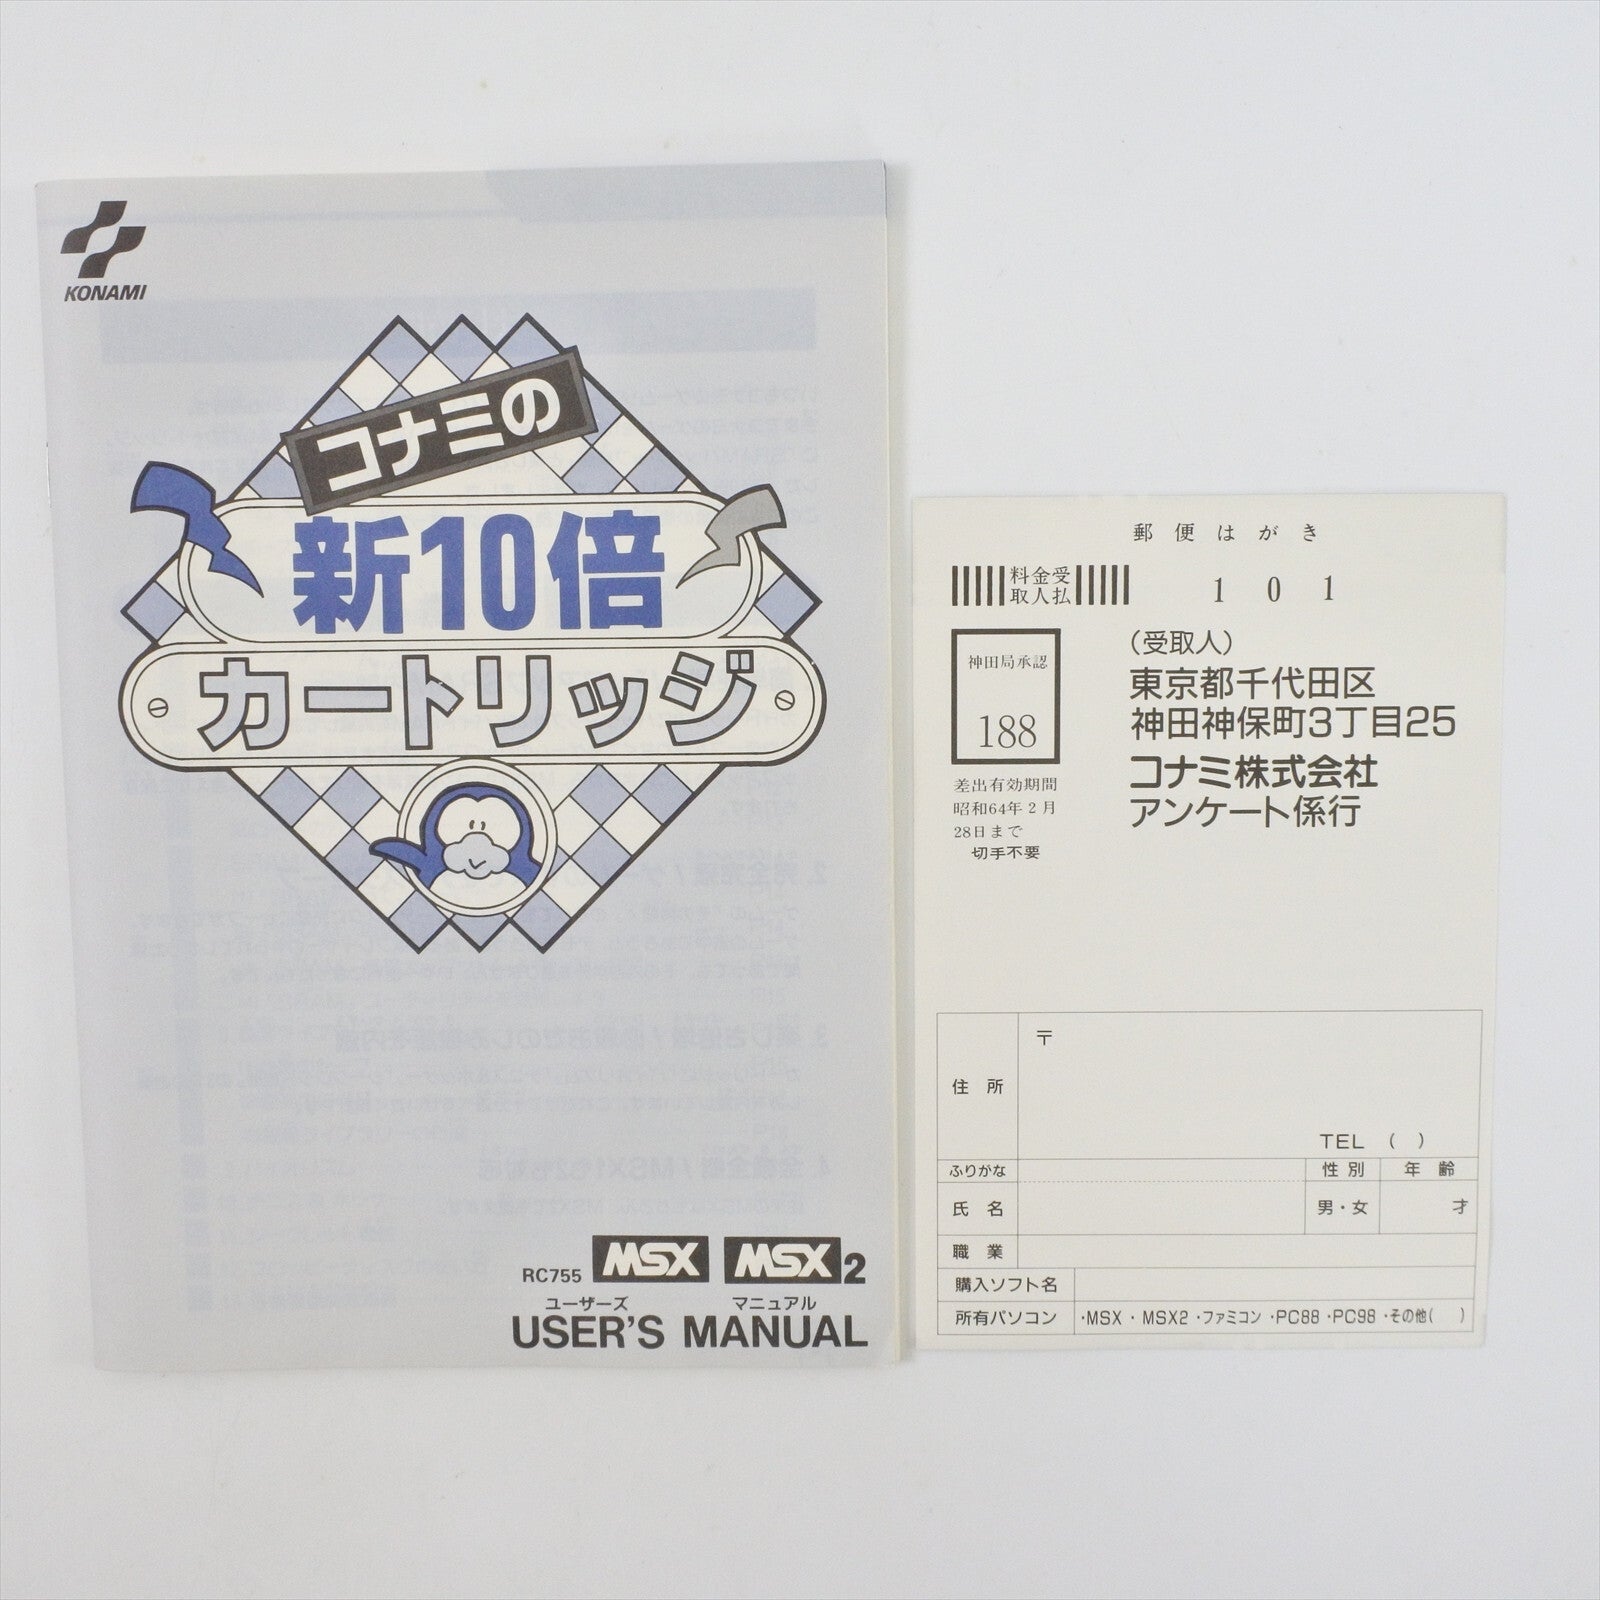 KONAMI
コナミの
新10倍
カートリッジ
RC755 MSX MSX2
ユーザーズ マニュアル
USER'S MANUAL
郵便はがき
料金受
取人払
101
神田局承認
188
差出有効期間
昭和64年2月
28日まで
切手不要
(受取人)
東京都千代田区
神田神保町3丁目25
コナミ株式会社
アンケート係行
住所
〒
TEL ( )
ふりがな 性別 年齢
氏名 男・女 才
職業
購入ソフト名
所有パソコン ・MSX ・MSX2 ・ファミコン ・PC88 ・PC98 ・その他( )